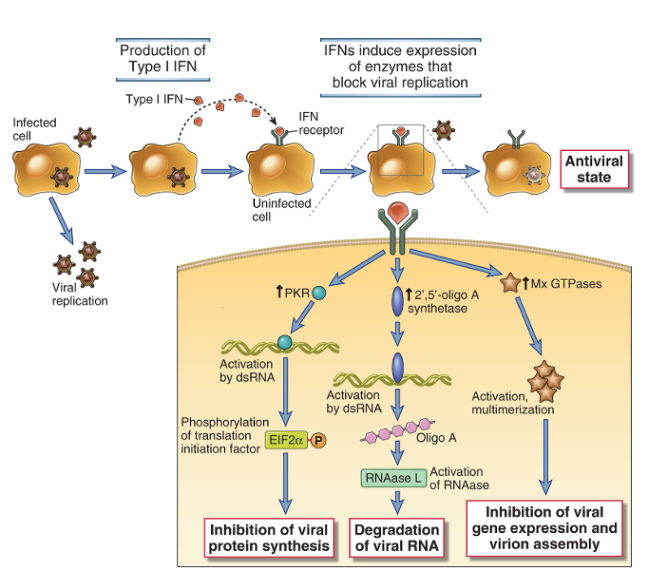 Production of
Type I IFN
IFNs induce expression
of enzymes that
block viral replication
Type I IFN
IFN
receptor
Infected
cell
Antiviral
state
Uninfected
cell
Viral
replication
↑PKR
↑2',5'-oligo A
synthetase
↑Mx GTPases
Activation
by dsRNA
Activation
by dsRNA
Activation,
multimerization
Phosphorylation
of translation
initiation factor
EIF2α
P
Oligo A
RNAase L
Activation
of RNAase
Inhibition of viral
protein synthesis
Degradation
of viral RNA
Inhibition of viral
gene expression and
virion assembly